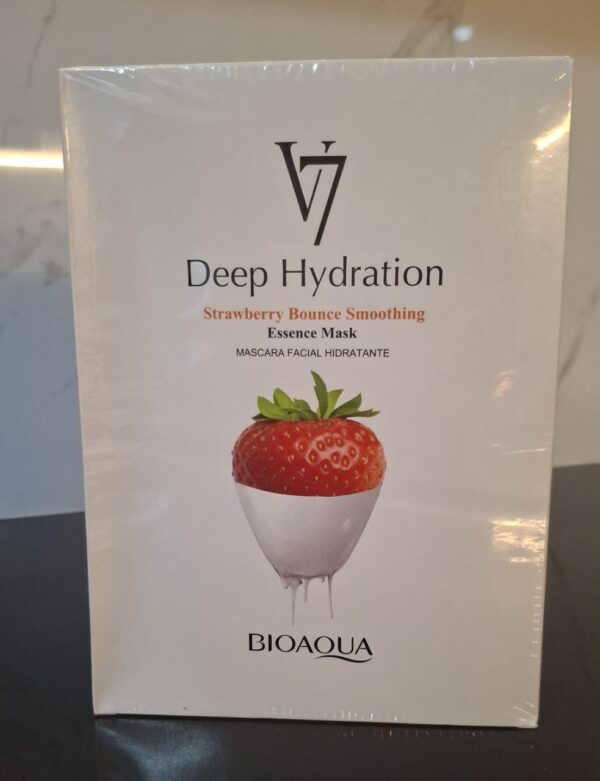 V7
Deep Hydration
Strawberry Bounce Smoothing
Essence Mask
MASCARA FACIAL HIDRATANTE
BIOAQUA